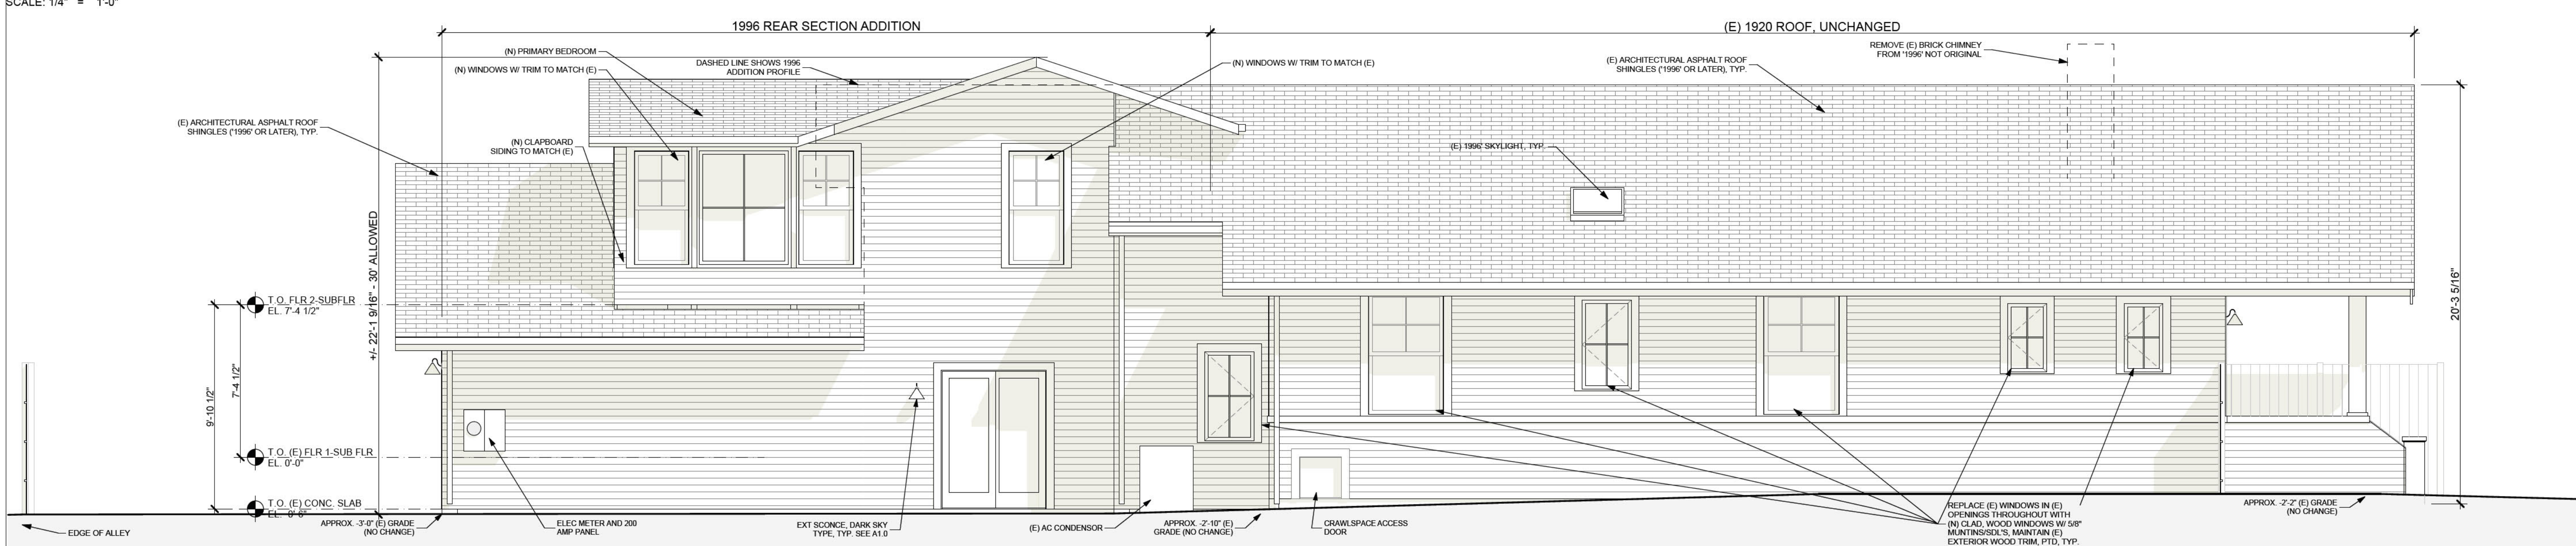 SCALE: 1/4" = 1'-0"
1996 REAR SECTION ADDITION
(E) 1920 ROOF, UNCHANGED
(N) PRIMARY BEDROOM
(N) WINDOWS W/ TRIM TO MATCH (E)
DASHED LINE SHOWS 1996
ADDITION PROFILE
(N) WINDOWS W/ TRIM TO MATCH (E)
(E) ARCHITECTURAL ASPHALT ROOF
SHINGLES ('1996' OR LATER), TYP.
REMOVE (E) BRICK CHIMNEY
FROM '1996' NOT ORIGINAL
(E) ARCHITECTURAL ASPHALT ROOF
SHINGLES ('1996' OR LATER), TYP.
(N) CLAPBOARD
SIDING TO MATCH (E)
(E) 1996' SKYLIGHT, TYP.
+/- 22'-1 9/16" - 30' ALLOWED
20'-3 5/16"
T.O. FLR 2-SUBFLR
EL. 7'-4 1/2"
9'-10 1/2"
7'-4 1/2"
T.O. (E) FLR 1-SUB FLR
EL. 0'-0"
T.O. (E) CONC. SLAB
EDGE OF ALLEY
APPROX. -3'-0" (E) GRADE
(NO CHANGE)
ELEC METER AND 200
AMP PANEL
EXT SCONCE, DARK SKY
TYPE, TYP. SEE A1.0
(E) AC CONDENSOR
APPROX. -2'-10" (E)
GRADE (NO CHANGE)
CRAWLSPACE ACCESS
DOOR
REPLACE (E) WINDOWS IN (E)
OPENINGS THROUGHOUT WITH
(N) CLAD, WOOD WINDOWS W/ 5/8"
MUNTINS/SDL'S, MAINTAIN (E)
EXTERIOR WOOD TRIM, PTD, TYP.
APPROX. -2'-2" (E) GRADE
(NO CHANGE)